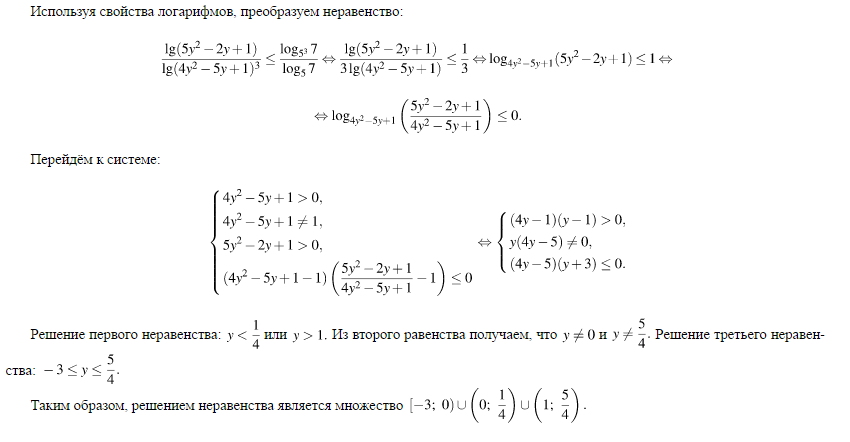 Используя свойства логарифмов, преобразуем неравенство:
$\frac{\lg(5y^2-2y+1)}{\lg(4y^2-5y+1)^3} \le \frac{\log_{5^3} 7}{\log_5 7} \Leftrightarrow \frac{\lg(5y^2-2y+1)}{3\lg(4y^2-5y+1)} \le \frac{1}{3} \Leftrightarrow \log_{4y^2-5y+1}(5y^2-2y+1) \le 1 \Leftrightarrow$
$\Leftrightarrow \log_{4y^2-5y+1}\left(\frac{5y^2-2y+1}{4y^2-5y+1}\right) \le 0.$
Перейдём к системе:
$\begin{cases} 4y^2-5y+1>0, \\ 4y^2-5y+1 \ne 1, \\ 5y^2-2y+1>0, \\ (4y^2-5y+1-1)\left(\frac{5y^2-2y+1}{4y^2-5y+1}-1\right) \le 0 \end{cases} \Leftrightarrow \begin{cases} (4y-1)(y-1)>0, \\ y(4y-5) \ne 0, \\ (4y-5)(y+3) \le 0. \end{cases}$
Решение первого неравенства: $y < \frac{1}{4}$ или $y > 1$. Из второго равенства получаем, что $y \ne 0$ и $y \ne \frac{5}{4}$. Решение третьего неравен-
ства: $-3 \le y \le \frac{5}{4}$.
Таким образом, решением неравенства является множество $[-3;\ 0) \cup \left(0;\ \frac{1}{4}\right) \cup \left(1;\ \frac{5}{4}\right)$.